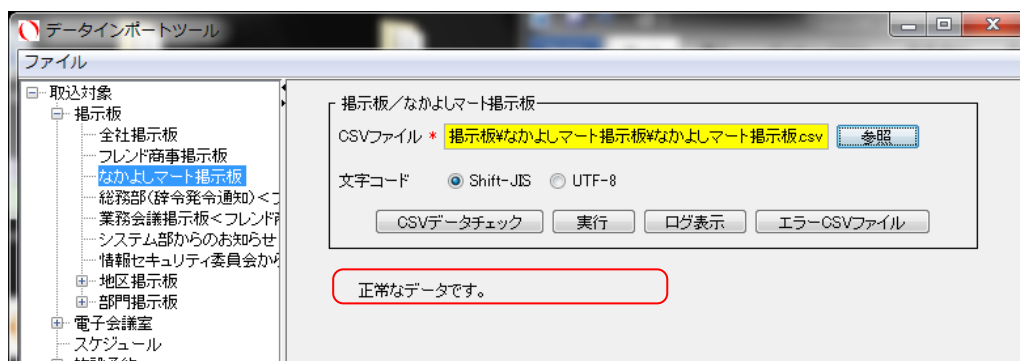 データインポートツール
ファイル
取込対象
掲示板
全社掲示板
フレンド商事掲示板
なかよしマート掲示板
総務部(辞令発令通知)<フ
業務会議掲示板<フレンド商
システム部からのお知らせ
情報セキュリティ委員会から
地区掲示板
部門掲示板
電子会議室
スケジュール
掲示板／なかよしマート掲示板
CSVファイル * 掲示板¥なかよしマート掲示板¥なかよしマート掲示板.csv 参照
文字コード Shift-JIS UTF-8
CSVデータチェック 実行 ログ表示 エラーCSVファイル
正常なデータです。